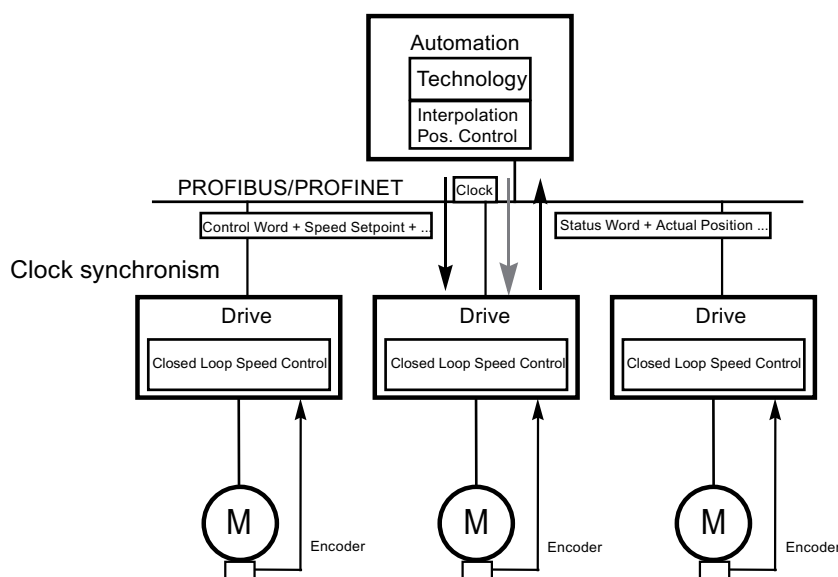 Automation
Technology
Interpolation
Pos. Control
PROFIBUS/PROFINET
Clock
Control Word + Speed Setpoint + ...
Status Word + Actual Position ...
Clock synchronism
Drive
Drive
Drive
Closed Loop Speed Control
Closed Loop Speed Control
Closed Loop Speed Control
M
M
M
Encoder
Encoder
Encoder